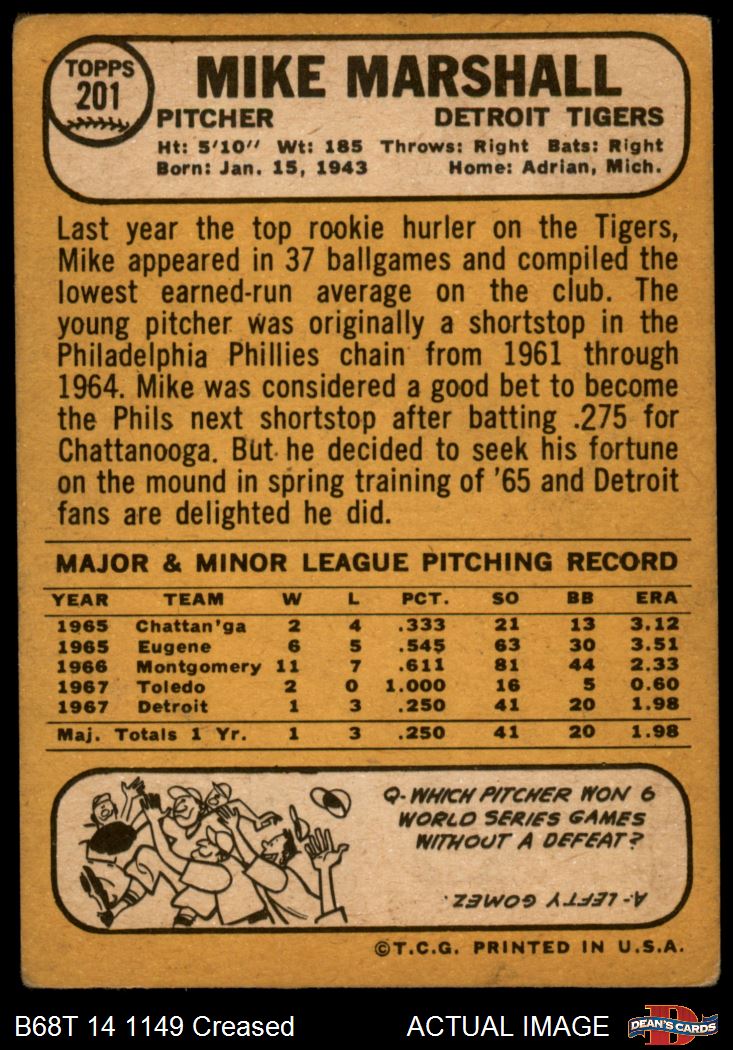 TOPPS
201
MIKE MARSHALL
PITCHER DETROIT TIGERS
Ht: 5'10" Wt: 185 Throws: Right Bats: Right
Born: Jan. 15, 1943 Home: Adrian, Mich.
Last year the top rookie hurler on the Tigers,
Mike appeared in 37 ballgames and compiled the
lowest earned-run average on the club. The
young pitcher was originally a shortstop in the
Philadelphia Phillies chain from 1961 through
1964. Mike was considered a good bet to become
the Phils next shortstop after batting .275 for
Chattanooga. But he decided to seek his fortune
on the mound in spring training of '65 and Detroit
fans are delighted he did.
MAJOR & MINOR LEAGUE PITCHING RECORD
YEAR TEAM W L PCT. SO BB ERA
1965 Chattan'ga 2 4 .333 21 13 3.12
1965 Eugene 6 5 .545 63 30 3.51
1966 Montgomery 11 7 .611 81 44 2.33
1967 Toledo 2 0 1.000 16 5 0.60
1967 Detroit 1 3 .250 41 20 1.98
Maj. Totals 1 Yr. 1 3 .250 41 20 1.98
Q-WHICH PITCHER WON 6
WORLD SERIES GAMES
WITHOUT A DEFEAT?
A-LEFTY GOMEZ.
©T.C.G. PRINTED IN U.S.A.
B68T 14 1149 Creased ACTUAL IMAGE
D
DEAN'S CARDS